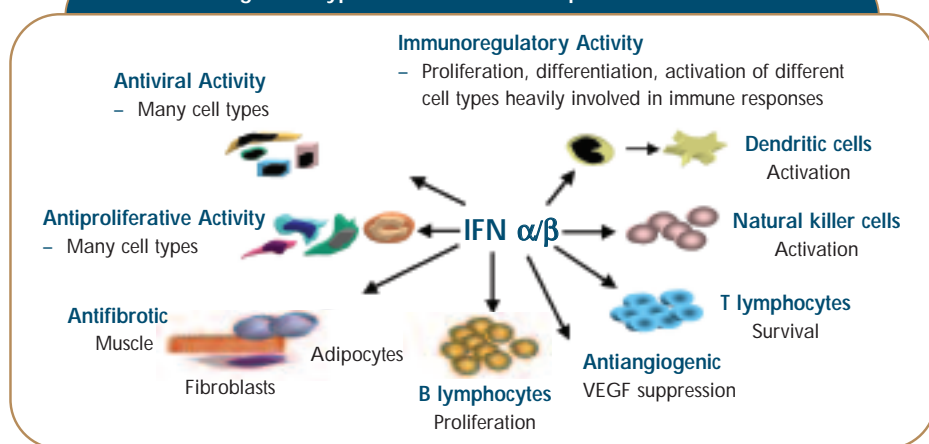 Immunoregulatory Activity
– Proliferation, differentiation, activation of different
cell types heavily involved in immune responses
Antiviral Activity
– Many cell types
Dendritic cells
Activation
Antiproliferative Activity
– Many cell types
IFN α/β
Natural killer cells
Activation
T lymphocytes
Survival
Antifibrotic
Muscle
Adipocytes
Fibroblasts
Antiangiogenic
VEGF suppression
B lymphocytes
Proliferation